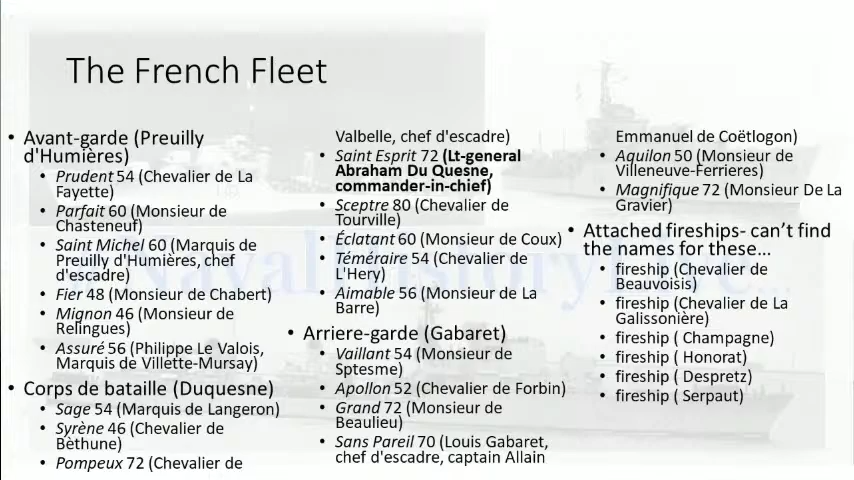 The French Fleet
• Avant-garde (Preuilly
d'Humières)
• Prudent 54 (Chevalier de La
Fayette)
• Parfait 60 (Monsieur de
Chasteneuf)
• Saint Michel 60 (Marquis de
Preuilly d'Humières, chef
d'escadre)
• Fier 48 (Monsieur de Chabert)
• Mignon 46 (Monsieur de
Relingues)
• Assuré 56 (Philippe Le Valois,
Marquis de Villette-Mursay)
• Corps de bataille (Duquesne)
• Sage 54 (Marquis de Langeron)
• Syrène 46 (Chevalier de
Bèthune)
• Pompeux 72 (Chevalier de
Valbelle, chef d'escadre)
• Saint Esprit 72 (Lt-general
Abraham Du Quesne,
commander-in-chief)
• Sceptre 80 (Chevalier de
Tourville)
• Éclatant 60 (Monsieur de Coux)
• Téméraire 54 (Chevalier de
L'Hery)
• Aimable 56 (Monsieur de La
Barre)
• Arriere-garde (Gabaret)
• Vaillant 54 (Monsieur de
Sptesme)
• Apollon 52 (Chevalier de Forbin)
• Grand 72 (Monsieur de
Beaulieu)
• Sans Pareil 70 (Louis Gabaret,
chef d'escadre, captain Allain
Emmanuel de Coëtlogon)
• Aquilon 50 (Monsieur de
Villeneuve-Ferrieres)
• Magnifique 72 (Monsieur De La
Gravier)
• Attached fireships- can't find
the names for these...
• fireship (Chevalier de
Beauvoisis)
• fireship (Chevalier de La
Galissonière)
• fireship ( Champagne)
• fireship ( Honorat)
• fireship ( Despretz)
• fireship ( Serpaut)